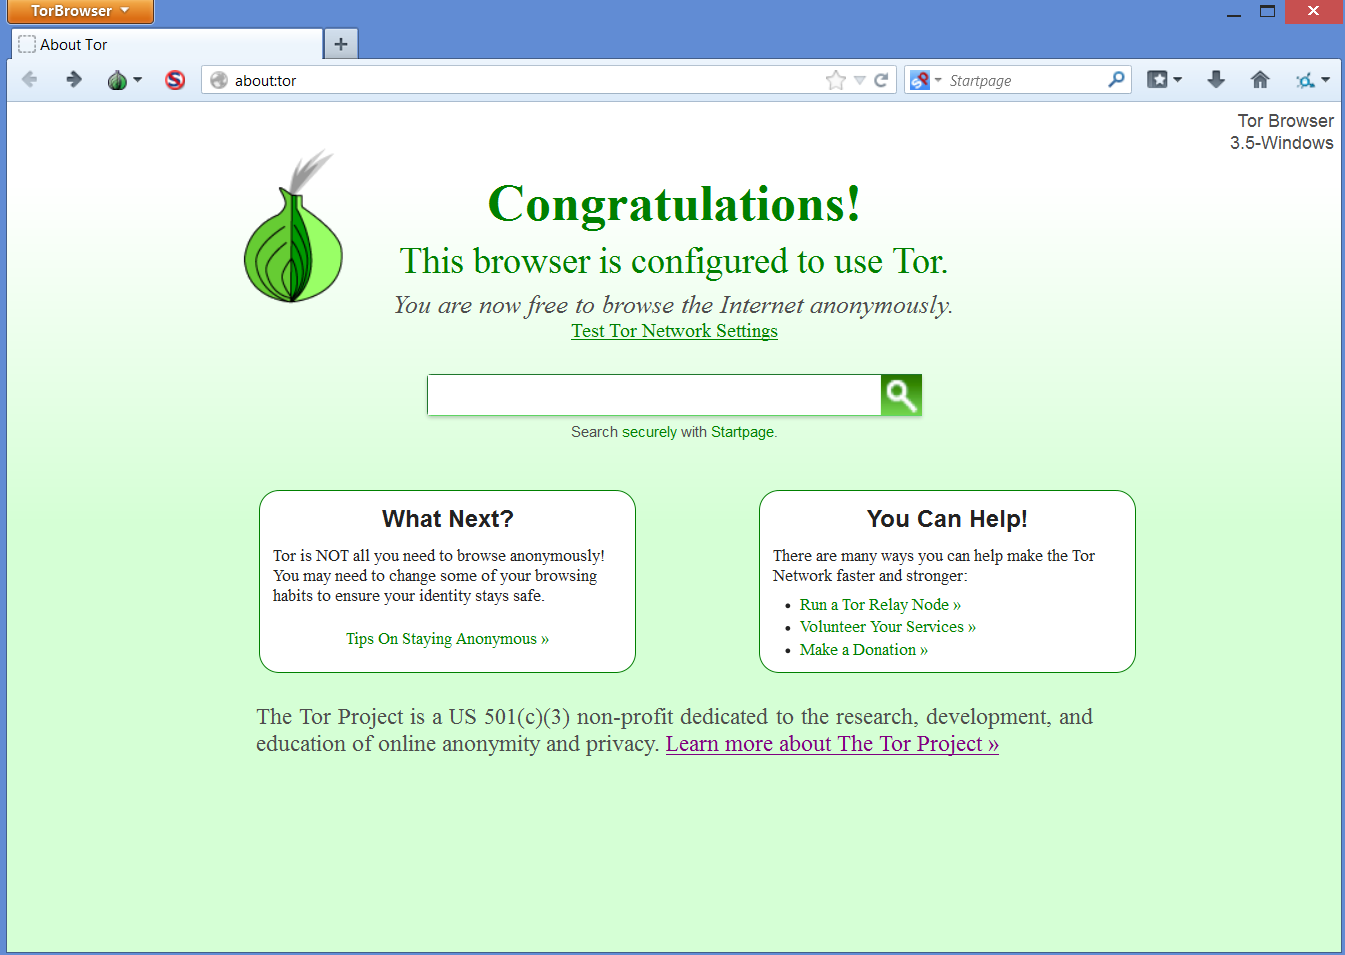 TorBrowser
About Tor
about:tor
Startpage
Tor Browser
3.5-Windows
Congratulations!
This browser is configured to use Tor.
You are now free to browse the Internet anonymously.
Test Tor Network Settings
Search securely with Startpage.
What Next?
Tor is NOT all you need to browse anonymously!
You may need to change some of your browsing
habits to ensure your identity stays safe.
Tips On Staying Anonymous »
You Can Help!
There are many ways you can help make the Tor
Network faster and stronger:
• Run a Tor Relay Node »
• Volunteer Your Services »
• Make a Donation »
The Tor Project is a US 501(c)(3) non-profit dedicated to the research, development, and
education of online anonymity and privacy. Learn more about The Tor Project »